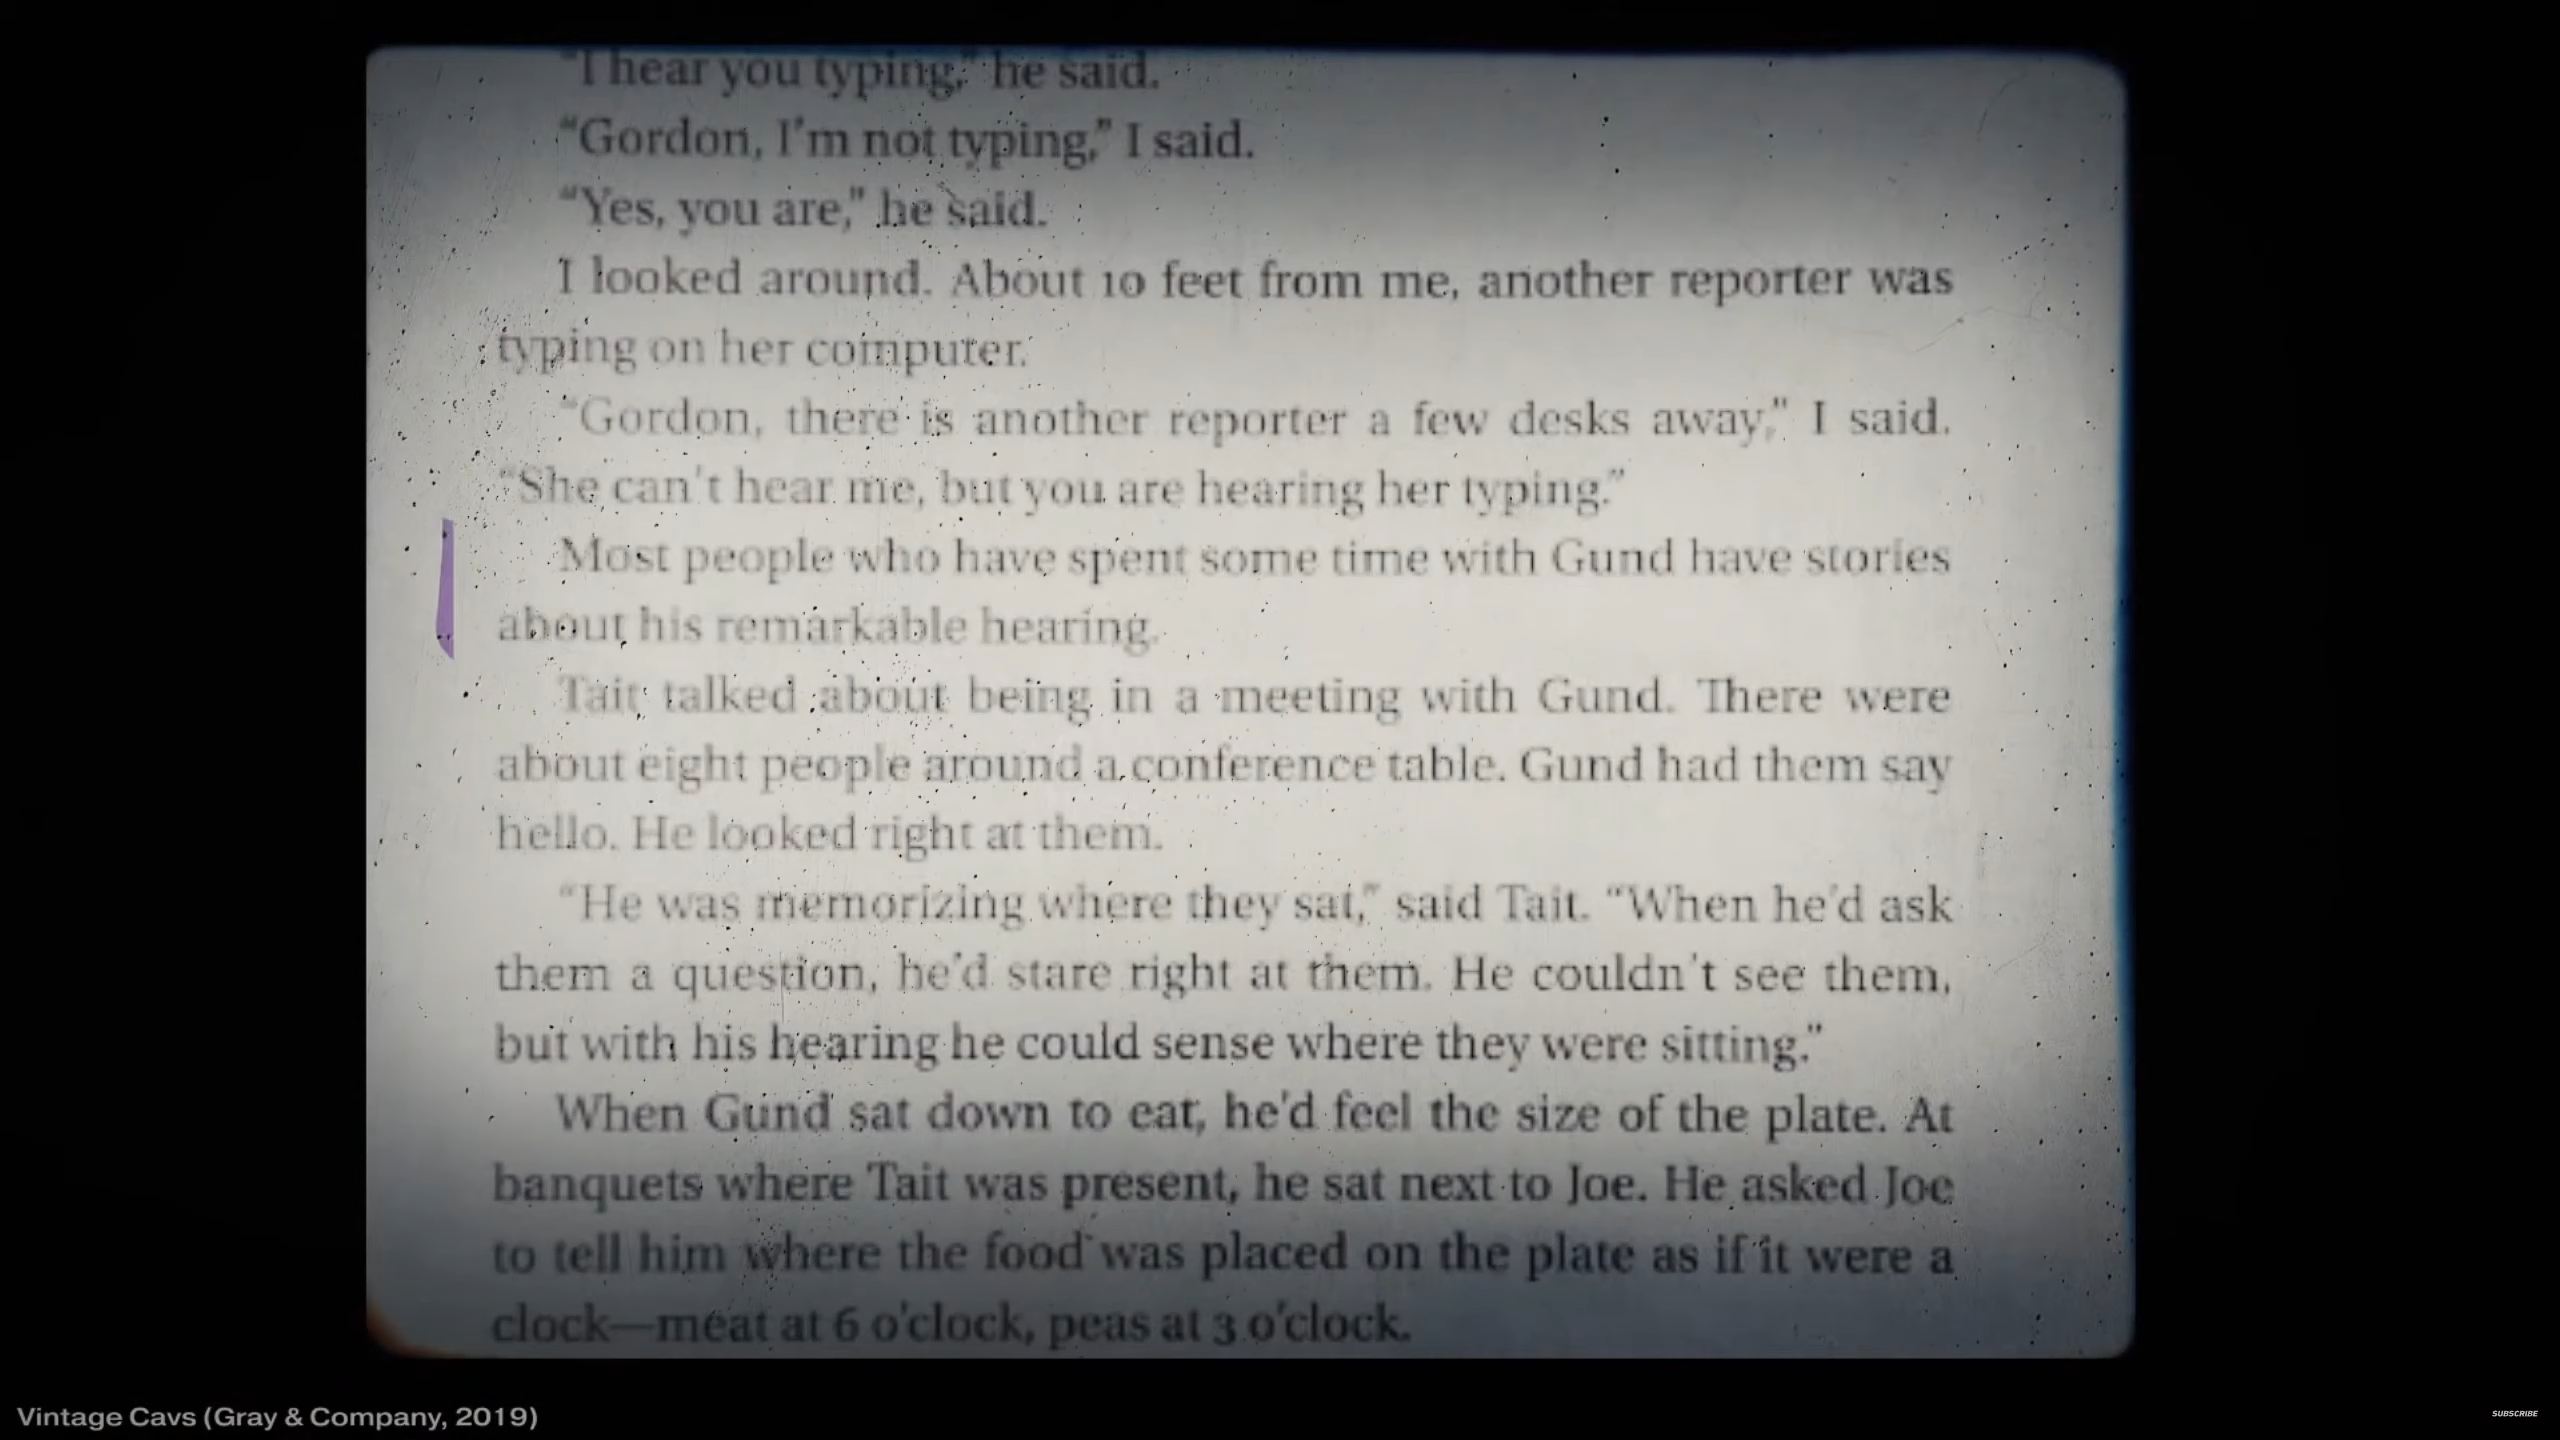 "I hear you typing," he said.
"Gordon, I'm not typing," I said.
"Yes, you are," he said.
I looked around. About 10 feet from me, another reporter was
typing on her computer.
"Gordon, there is another reporter a few desks away," I said.
"She can't hear me, but you are hearing her typing."
Most people who have spent some time with Gund have stories
about his remarkable hearing.
Tait talked about being in a meeting with Gund. There were
about eight people around a conference table. Gund had them say
hello. He looked right at them.
"He was memorizing where they sat," said Tait. "When he'd ask
them a question, he'd stare right at them. He couldn't see them,
but with his hearing he could sense where they were sitting."
When Gund sat down to eat, he'd feel the size of the plate. At
banquets where Tait was present, he sat next to Joe. He asked Joe
to tell him where the food was placed on the plate as if it were a
clock—meat at 6 o'clock, peas at 3 o'clock.
Vintage Cavs (Gray & Company, 2019)
SUBSCRIBE